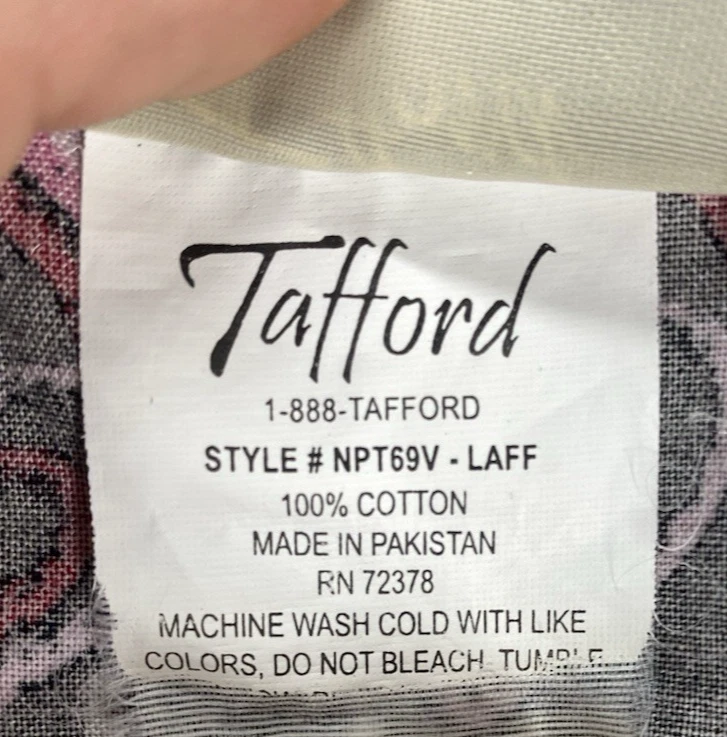 Tafford
1-888-TAFFORD
STYLE # NPT69V - LAFF
100% COTTON
MADE IN PAKISTAN
RN 72378
MACHINE WASH COLD WITH LIKE
COLORS, DO NOT BLEACH TUMBLE